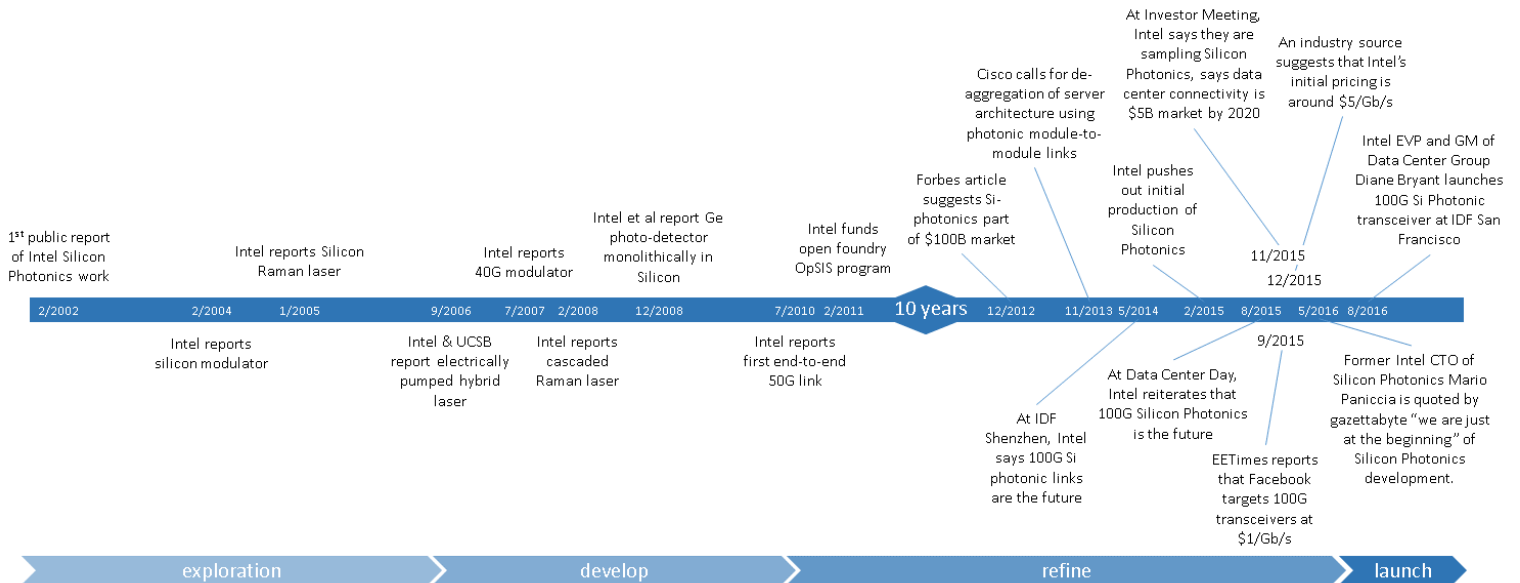 1st public report
of Intel Silicon
Photonics work
Intel reports Silicon
Raman laser
Intel reports
40G modulator
Intel et al report Ge
photo-detector
monolithically in
Silicon
Intel funds
open foundry
OpSIS program
Forbes article
suggests Si-
photonics part
of $100B market
Cisco calls for de-
aggregation of server
architecture using
photonic module-to-
module links
Intel pushes
out initial
production of
Silicon
Photonics
At Investor Meeting,
Intel says they are
sampling Silicon
Photonics, says data
center connectivity is
$5B market by 2020
An industry source
suggests that Intel's
initial pricing is
around $5/Gb/s
Intel EVP and GM of
Data Center Group
Diane Bryant launches
100G Si Photonic
transceiver at IDF San
Francisco
11/2015
12/2015
2/2002 2/2004 1/2005 9/2006 7/2007 2/2008 12/2008 7/2010 2/2011 10 years 12/2012 11/2013 5/2014 2/2015 8/2015 5/2016 8/2016
9/2015
Intel reports
silicon modulator
Intel & UCSB
report electrically
pumped hybrid
laser
Intel reports
cascaded
Raman laser
Intel reports
first end-to-end
50G link
At IDF
Shenzhen, Intel
says 100G Si
photonic links
are the future
At Data Center Day,
Intel reiterates that
100G Silicon Photonics
is the future
EETimes reports
that Facebook
targets 100G
transceivers at
$1/Gb/s
Former Intel CTO of
Silicon Photonics Mario
Paniccia is quoted by
gazettabyte "we are just
at the beginning" of
Silicon Photonics
development.
exploration develop refine launch